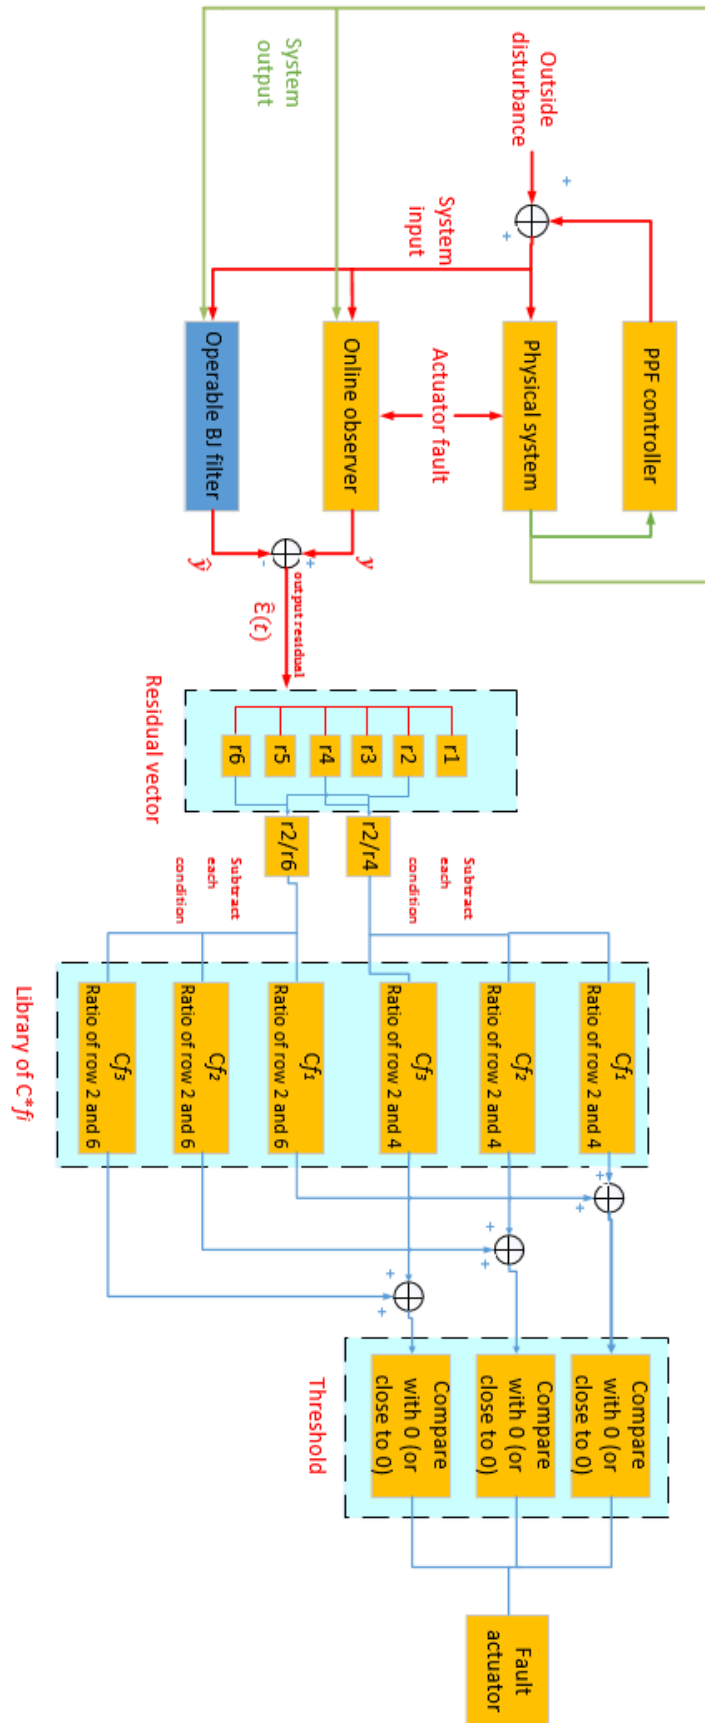 PPF controller
Outside
disturbance
+
+
Physical system
System
input
Actuator fault
Online observer
System
output
Operable BJ filter
y
+
-
ŷ
output residual
ε̂(t)
r1
r2
r3
r4
r5
r6
Residual vector
r2/r4
r2/r6
Subtract
each
condition
Subtract
each
condition
Cf₁
Ratio of row 2 and 4
Cf₂
Ratio of row 2 and 4
Cf₃
Ratio of row 2 and 4
Cf₁
Ratio of row 2 and 6
Cf₂
Ratio of row 2 and 6
Cf₃
Ratio of row 2 and 6
Library of C*fi
+
+
+
+
+
+
Compare
with 0 (or
close to 0)
Compare
with 0 (or
close to 0)
Compare
with 0 (or
close to 0)
Threshold
Fault
actuator